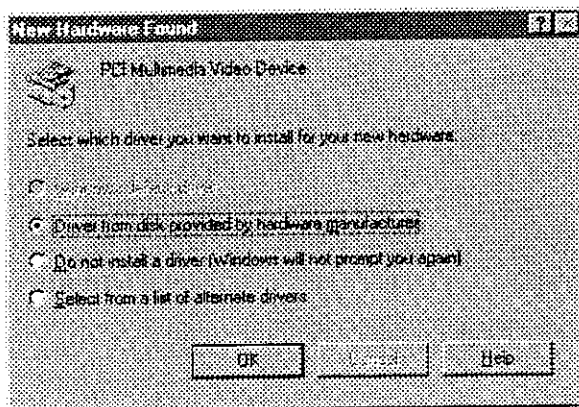 New Hardware Found
PCI Multimedia Video Device
Select which driver you want to install for your new hardware.
Driver from disk provided by hardware manufacturer
Do not install a driver (Windows will not prompt you again)
Select from a list of alternate drivers
OK
Help